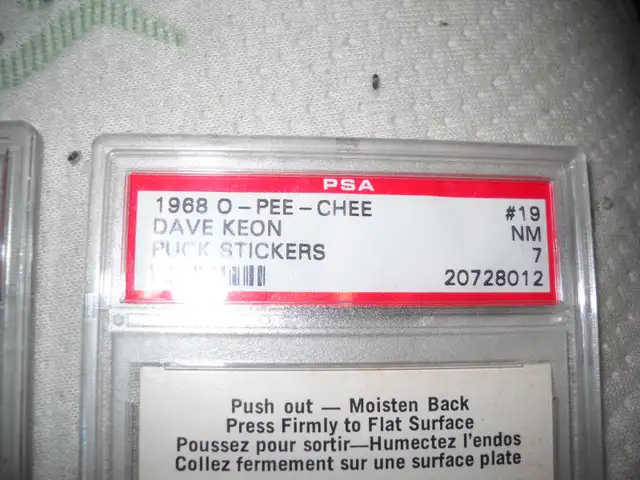 PSA
1968 O-PEE-CHEE #19
DAVE KEON NM
PUCK STICKERS 7
20728012
Push out — Moisten Back
Press Firmly to Flat Surface
Poussez pour sortir—Humectez l'endos
Collez fermement sur une surface plate